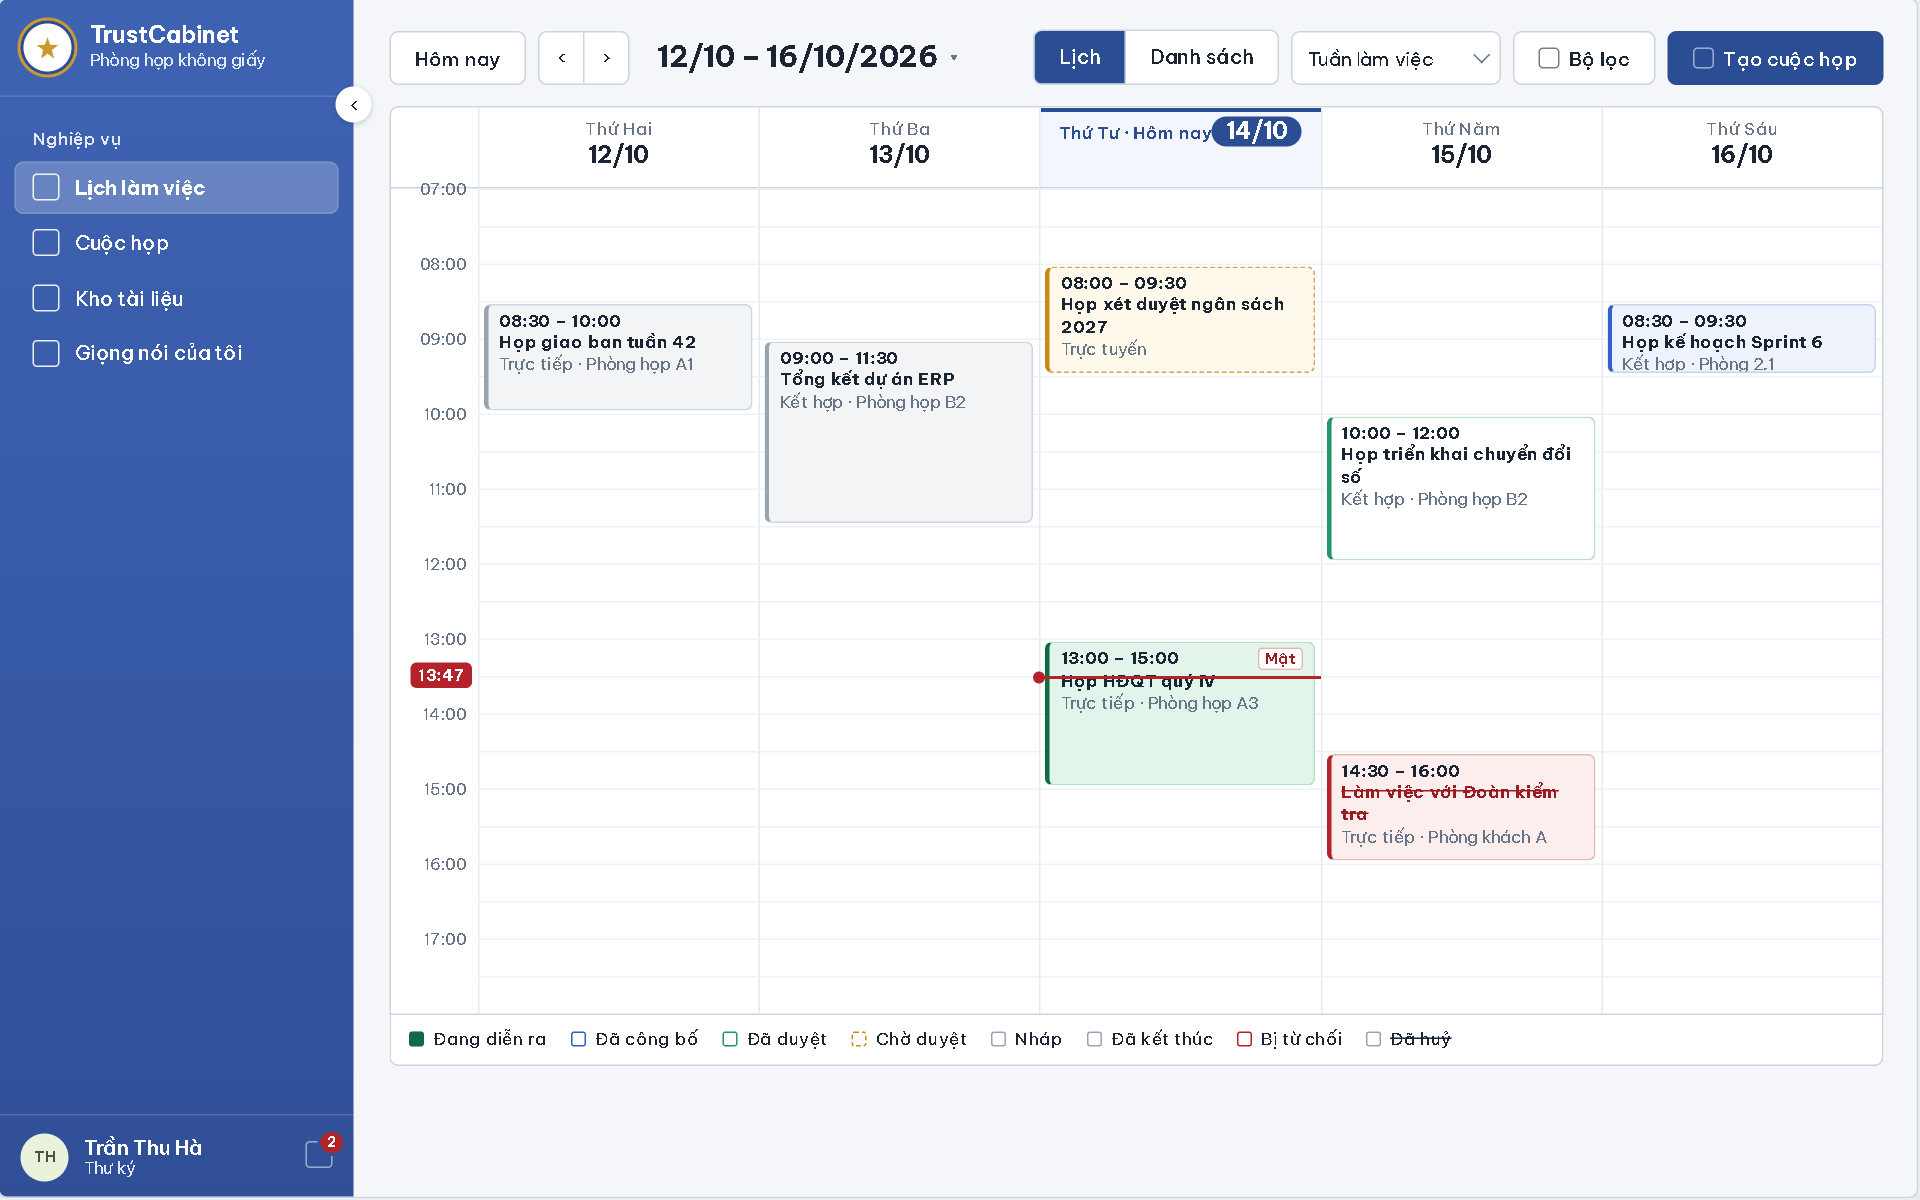 TrustCabinet
Phòng họp không giấy
Nghiệp vụ
Lịch làm việc
Cuộc họp
Kho tài liệu
Giọng nói của tôi
TH
Trần Thu Hà
Thư ký
2
Hôm nay
‹
›
12/10 – 16/10/2026
Lịch
Danh sách
Tuần làm việc
Bộ lọc
Tạo cuộc họp
Thứ Hai
12/10
Thứ Ba
13/10
Thứ Tư · Hôm nay
14/10
Thứ Năm
15/10
Thứ Sáu
16/10
07:00
08:00
09:00
10:00
11:00
12:00
13:00
13:47
14:00
15:00
16:00
17:00
08:30 – 10:00
Họp giao ban tuần 42
Trực tiếp · Phòng họp A1
09:00 – 11:30
Tổng kết dự án ERP
Kết hợp · Phòng họp B2
08:00 – 09:30
Họp xét duyệt ngân sách
2027
Trực tuyến
13:00 – 15:00
Mật
Họp HĐQT quý IV
Trực tiếp · Phòng họp A3
10:00 – 12:00
Họp triển khai chuyển đổi
số
Kết hợp · Phòng họp B2
14:30 – 16:00
Làm việc với Đoàn kiểm
tra
Trực tiếp · Phòng khách A
08:30 – 09:30
Họp kế hoạch Sprint 6
Kết hợp · Phòng 2.1
Đang diễn ra
Đã công bố
Đã duyệt
Chờ duyệt
Nháp
Đã kết thúc
Bị từ chối
Đã huỷ